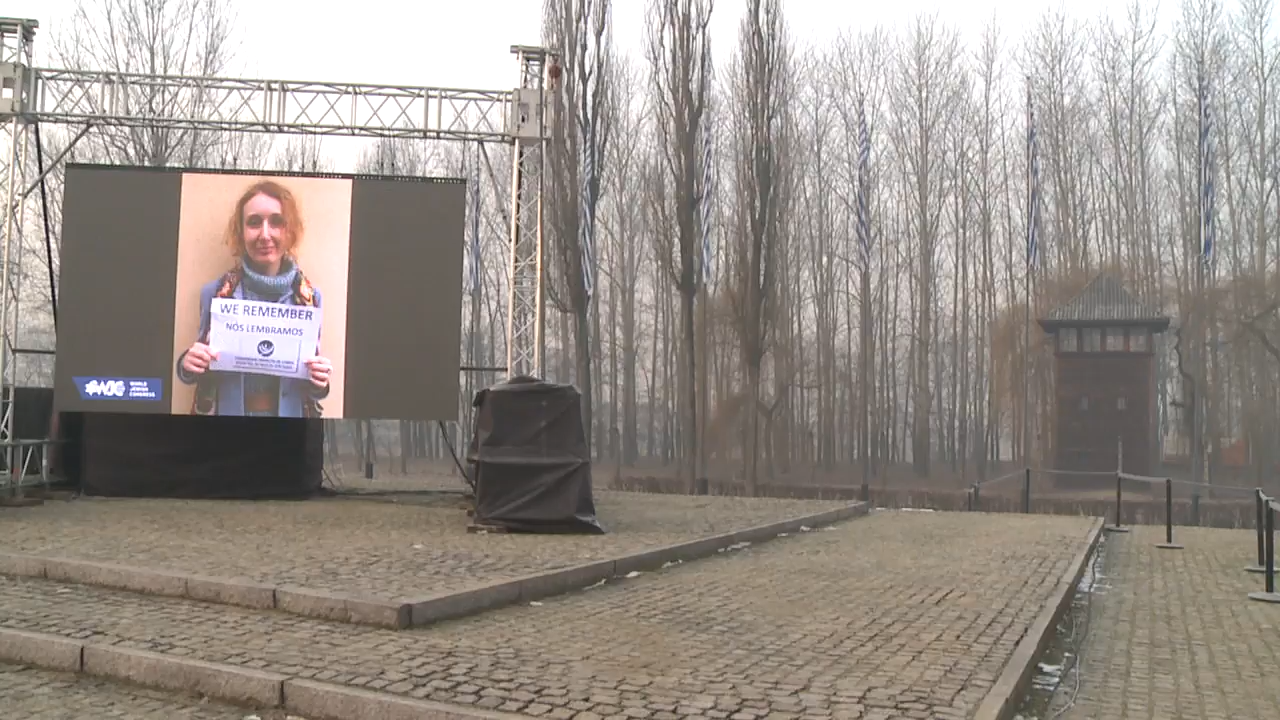 WE REMEMBER
NÓS LEMBRAMOS
#WJC
WORLD
JEWISH
CONGRESS